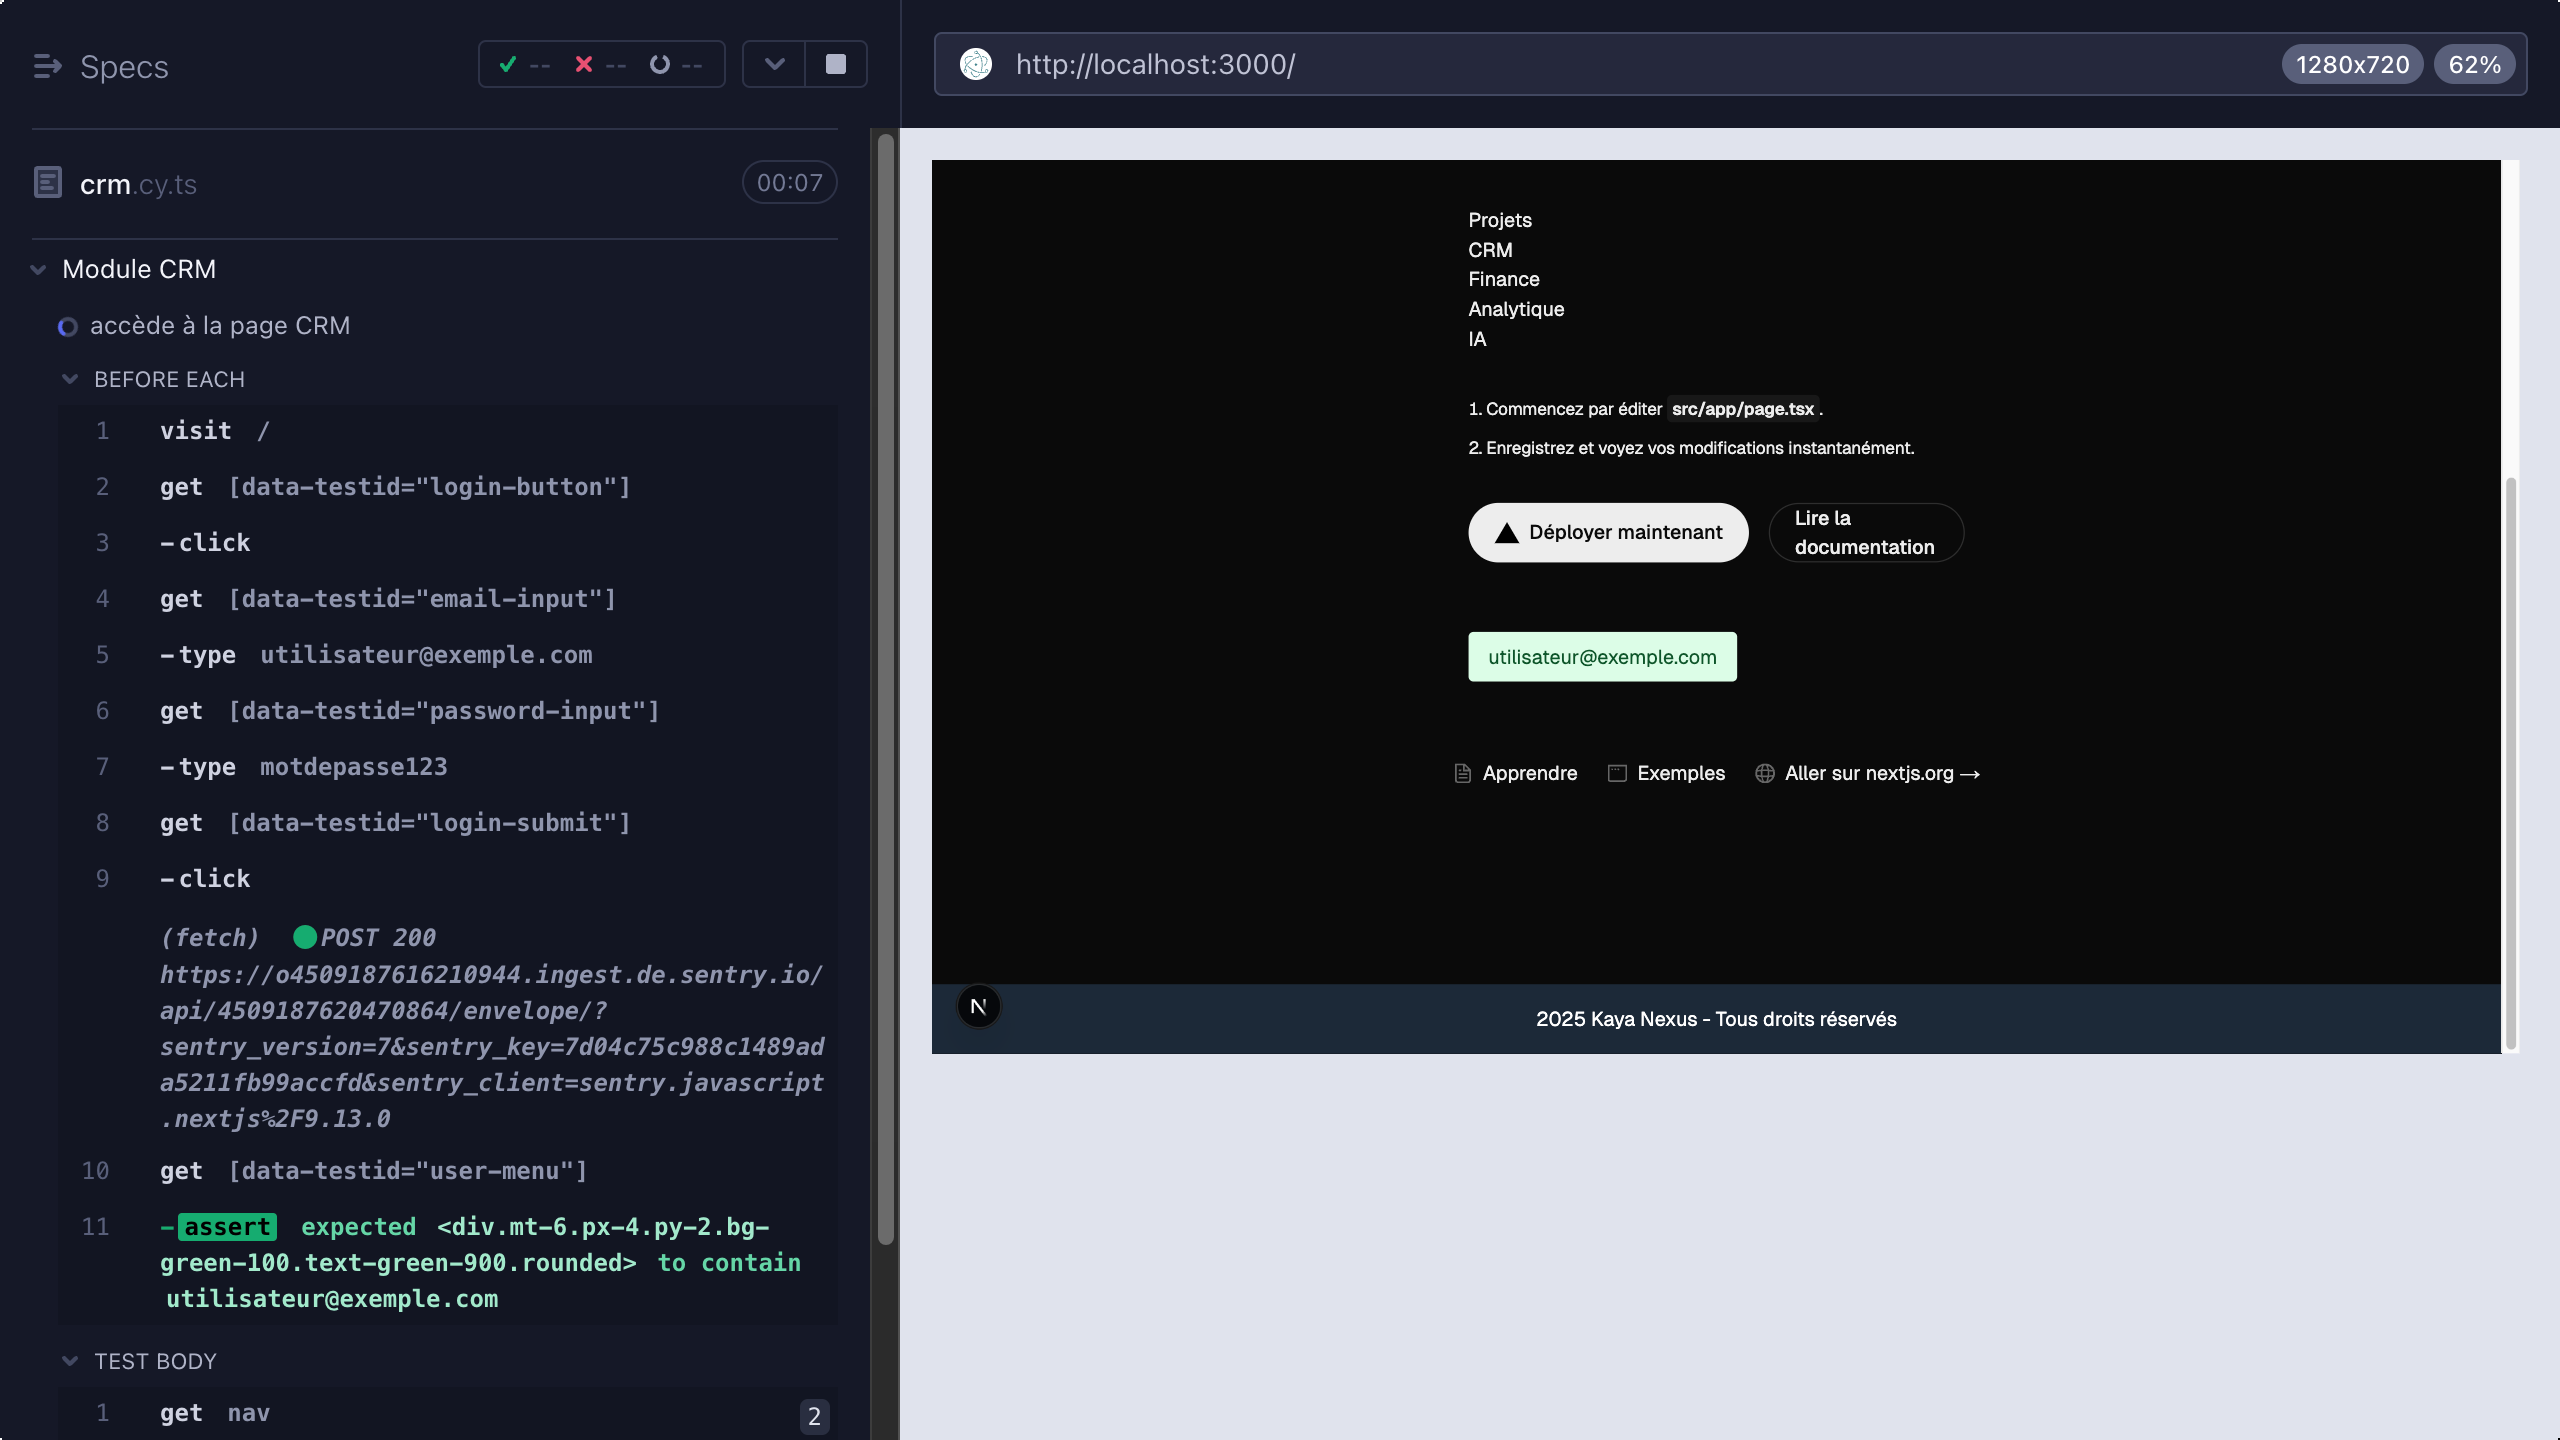 Specs
-- -- --
crm.cy.ts
00:07
Module CRM
accède à la page CRM
BEFORE EACH
1 visit /
2 get [data-testid="login-button"]
3 -click
4 get [data-testid="email-input"]
5 -type utilisateur@exemple.com
6 get [data-testid="password-input"]
7 -type motdepasse123
8 get [data-testid="login-submit"]
9 -click
(fetch) POST 200
https://o4509187616210944.ingest.de.sentry.io/
api/4509187620470864/envelope/?
sentry_version=7&sentry_key=7d04c75c988c1489ad
a5211fb99accfd&sentry_client=sentry.javascript
.nextjs%2F9.13.0
10 get [data-testid="user-menu"]
11 -assert expected <div.mt-6.px-4.py-2.bg-
green-100.text-green-900.rounded> to contain
utilisateur@exemple.com
TEST BODY
1 get nav 2
http://localhost:3000/
1280x720 62%
Projets
CRM
Finance
Analytique
IA
1. Commencez par éditer src/app/page.tsx .
2. Enregistrez et voyez vos modifications instantanément.
Déployer maintenant
Lire la
documentation
utilisateur@exemple.com
Apprendre Exemples Aller sur nextjs.org →
N
2025 Kaya Nexus - Tous droits réservés